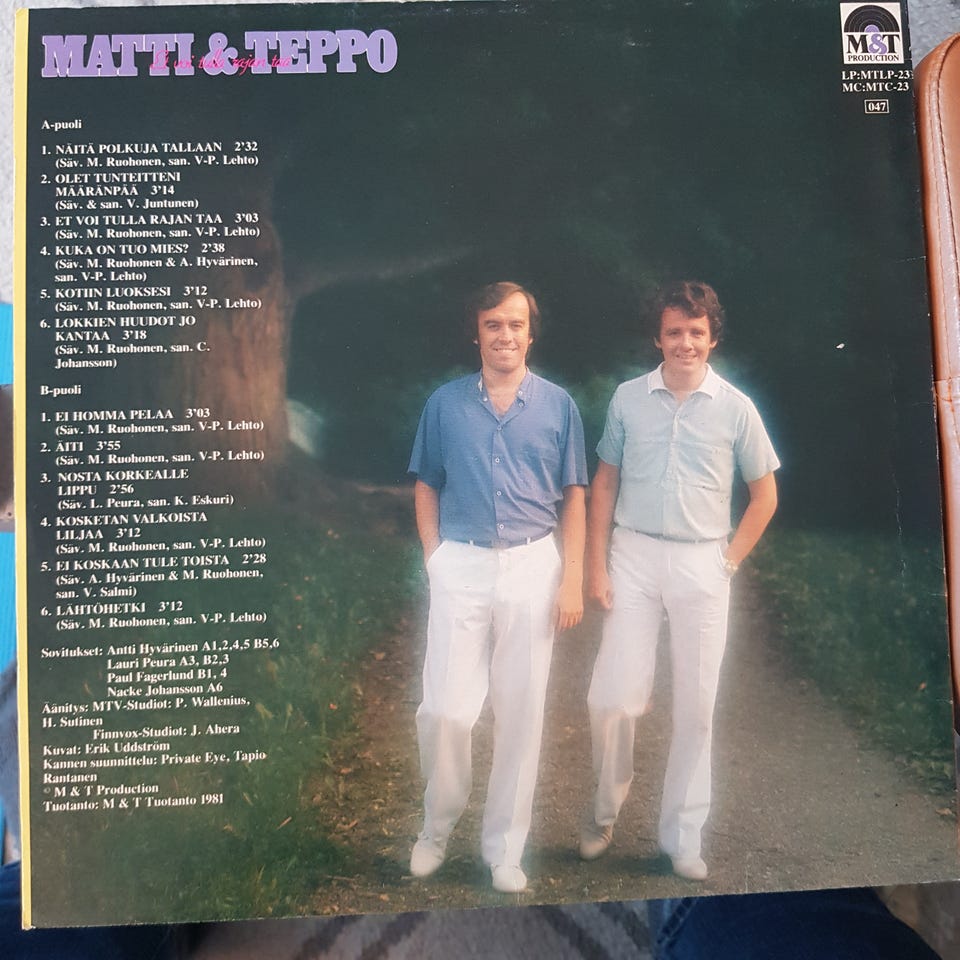 MATTI & TEPPO
Et voi tulla rajan taa
M&T
PRODUCTION
LP:MTLP-23
MC:MTC-23
047
A-puoli
1. NÄITÄ POLKUJA TALLAAN 2'32
(Säv. M. Ruohonen, san. V-P. Lehto)
2. OLET TUNTEITTENI
MÄÄRÄNPÄÄ 3'14
(Säv. & san. V. Juntunen)
3. ET VOI TULLA RAJAN TAA 3'03
(Säv. M. Ruohonen, san. V-P. Lehto)
4. KUKA ON TUO MIES? 2'38
(Säv. M. Ruohonen & A. Hyvärinen,
san. V-P. Lehto)
5. KOTIIN LUOKSESI 3'12
(Säv. M. Ruohonen, san. V-P. Lehto)
6. LOKKIEN HUUDOT JO
KANTAA 3'18
(Säv. M. Ruohonen, san. C.
Johansson)
B-puoli
1. EI HOMMA PELAA 3'03
(Säv. M. Ruohonen, san. V-P. Lehto)
2. ÄITI 3'55
(Säv. M. Ruohonen, san. V-P. Lehto)
3. NOSTA KORKEALLE
LIPPU 2'56
(Säv. L. Peura, san. K. Eskuri)
4. KOSKETAN VALKOISTA
LILJAA 3'12
(Säv. M. Ruohonen, san. V-P. Lehto)
5. EI KOSKAAN TULE TOISTA 2'28
(Säv. A. Hyvärinen & M. Ruohonen,
san. V. Salmi)
6. LÄHTÖHETKI 3'12
(Säv. M. Ruohonen, san. V-P. Lehto)
Sovitukset: Antti Hyvärinen A1,2,4,5 B5,6
Lauri Peura A3, B2,3
Paul Fagerlund B1, 4
Nacke Johansson A6
Äänitys: MTV-Studiot: P. Wallenius,
H. Sutinen
Finnvox-Studiot: J. Ahera
Kuvat: Erik Uddström
Kannen suunnittelu: Private Eye, Tapio
Rantanen
© M & T Production
Tuotanto: M & T Tuotanto 1981